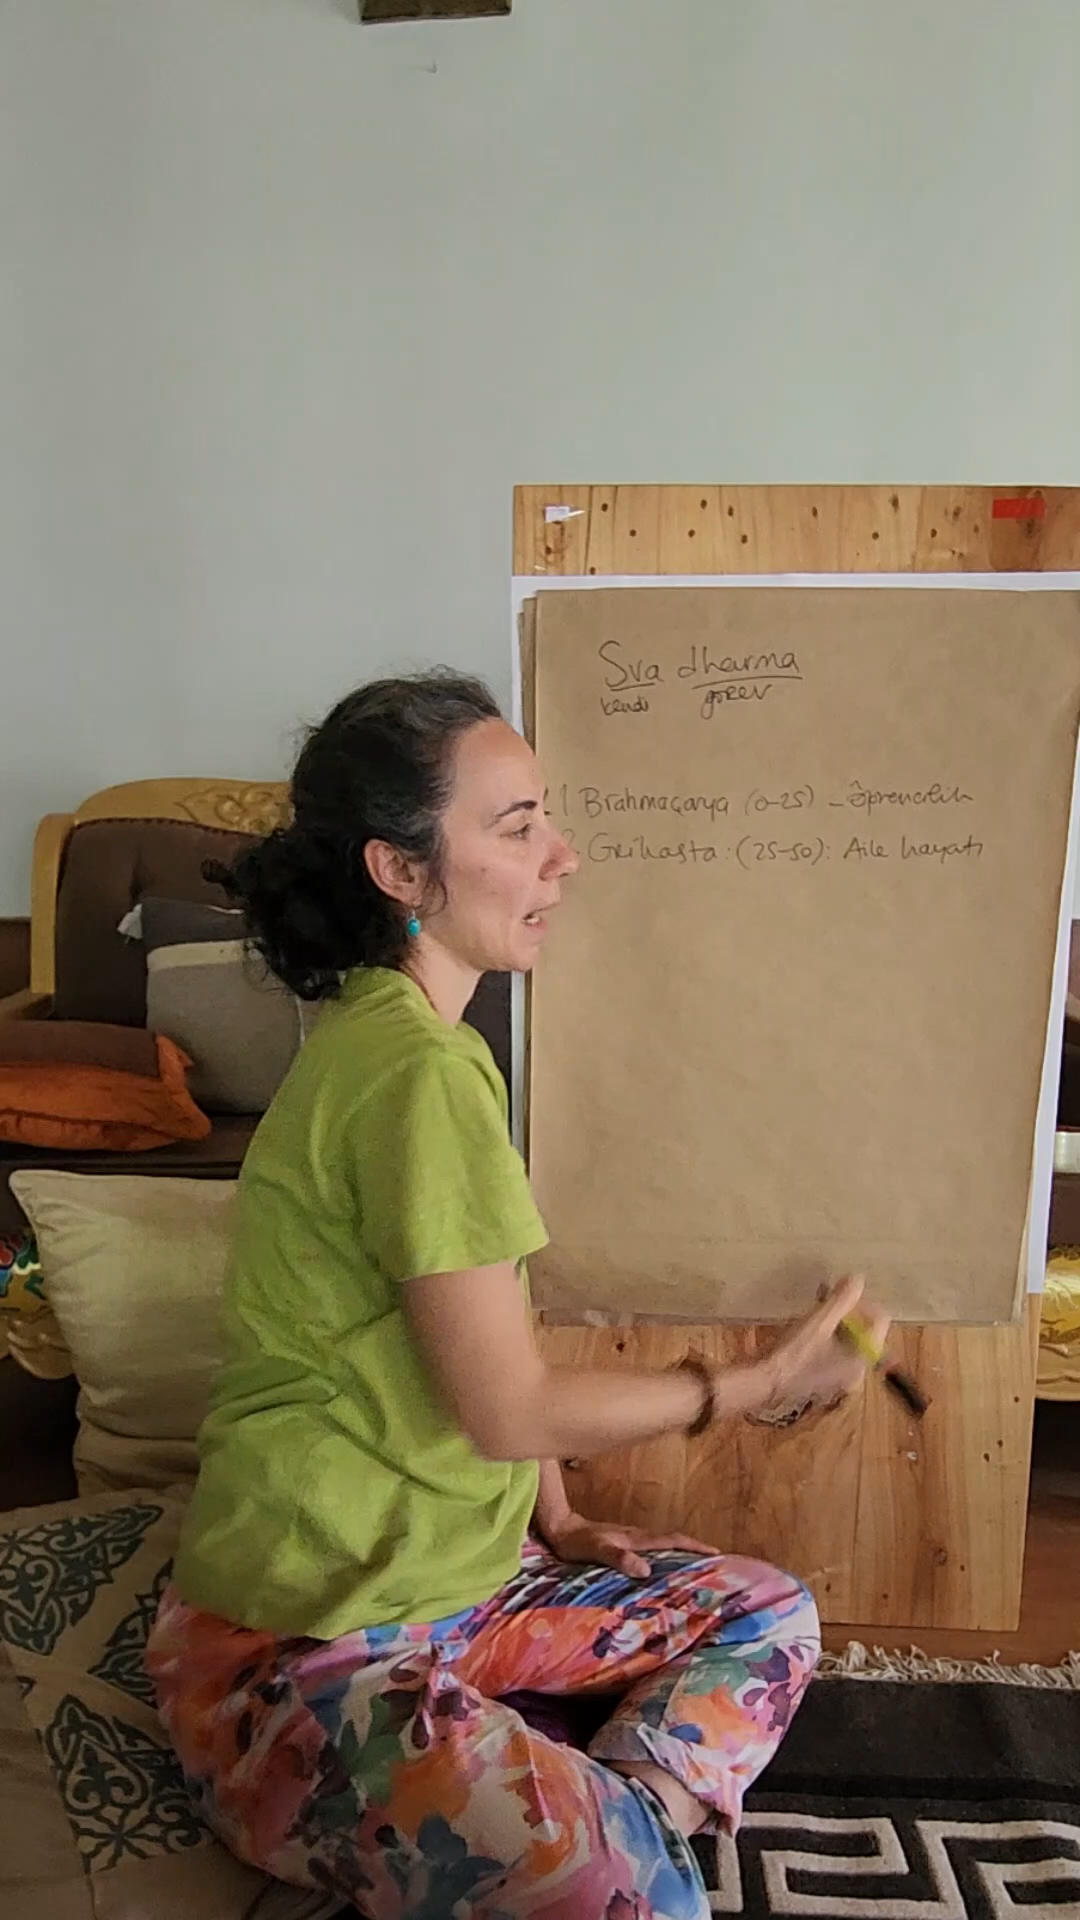 Sva dharma
kendi görev
1 Brahmaçarya (0-25) - öğrencilik
2. Grihasta: (25-50): Aile hayatı